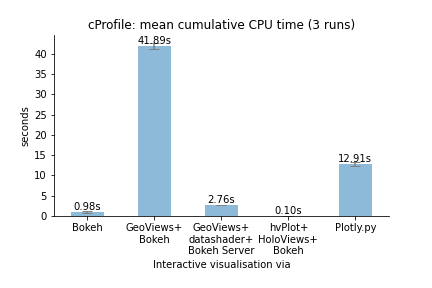 cProfile: mean cumulative CPU time (3 runs)
41.89s
40
35
30
25
20
15
10
5
0
seconds
0.98s
2.76s
0.10s
12.91s
Bokeh
GeoViews+
Bokeh
GeoViews+
datashader+
Bokeh Server
hvPlot+
HoloViews+
Bokeh
Plotly.py
Interactive visualisation via